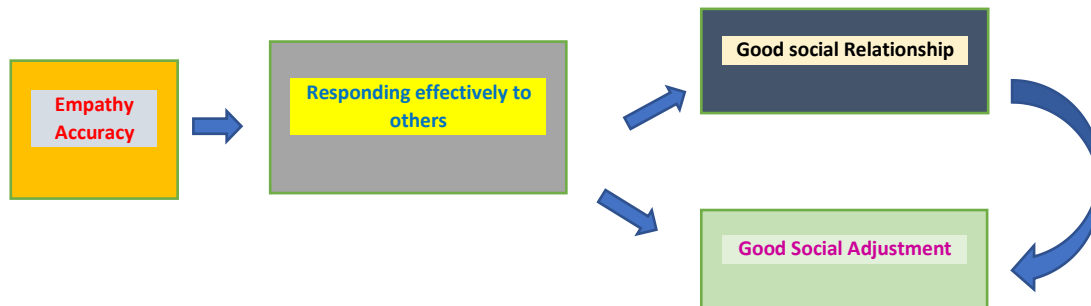 Empathy
Accuracy
Responding effectively to
others
Good social Relationship
Good Social Adjustment